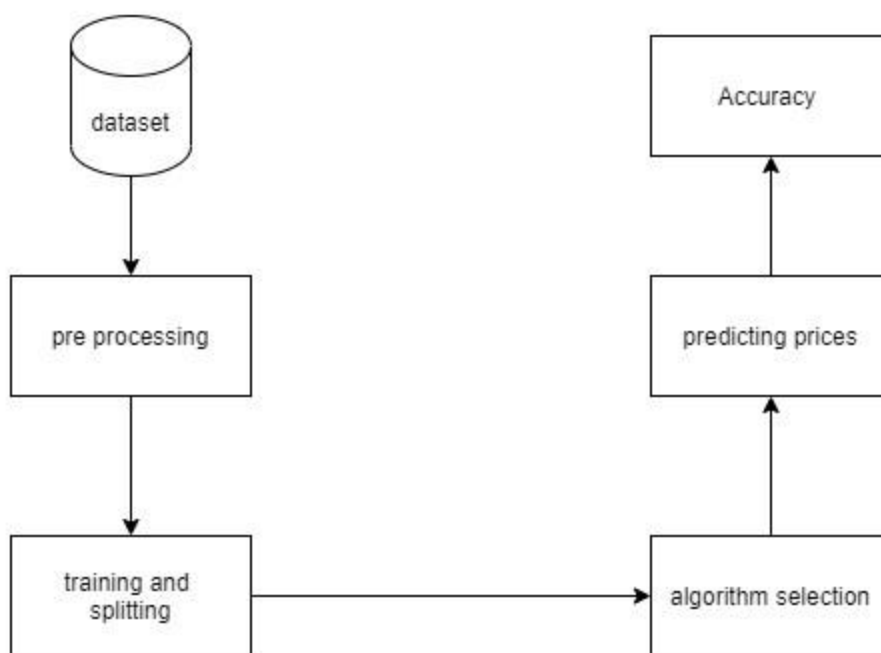 dataset
pre processing
training and
splitting
algorithm selection
predicting prices
Accuracy